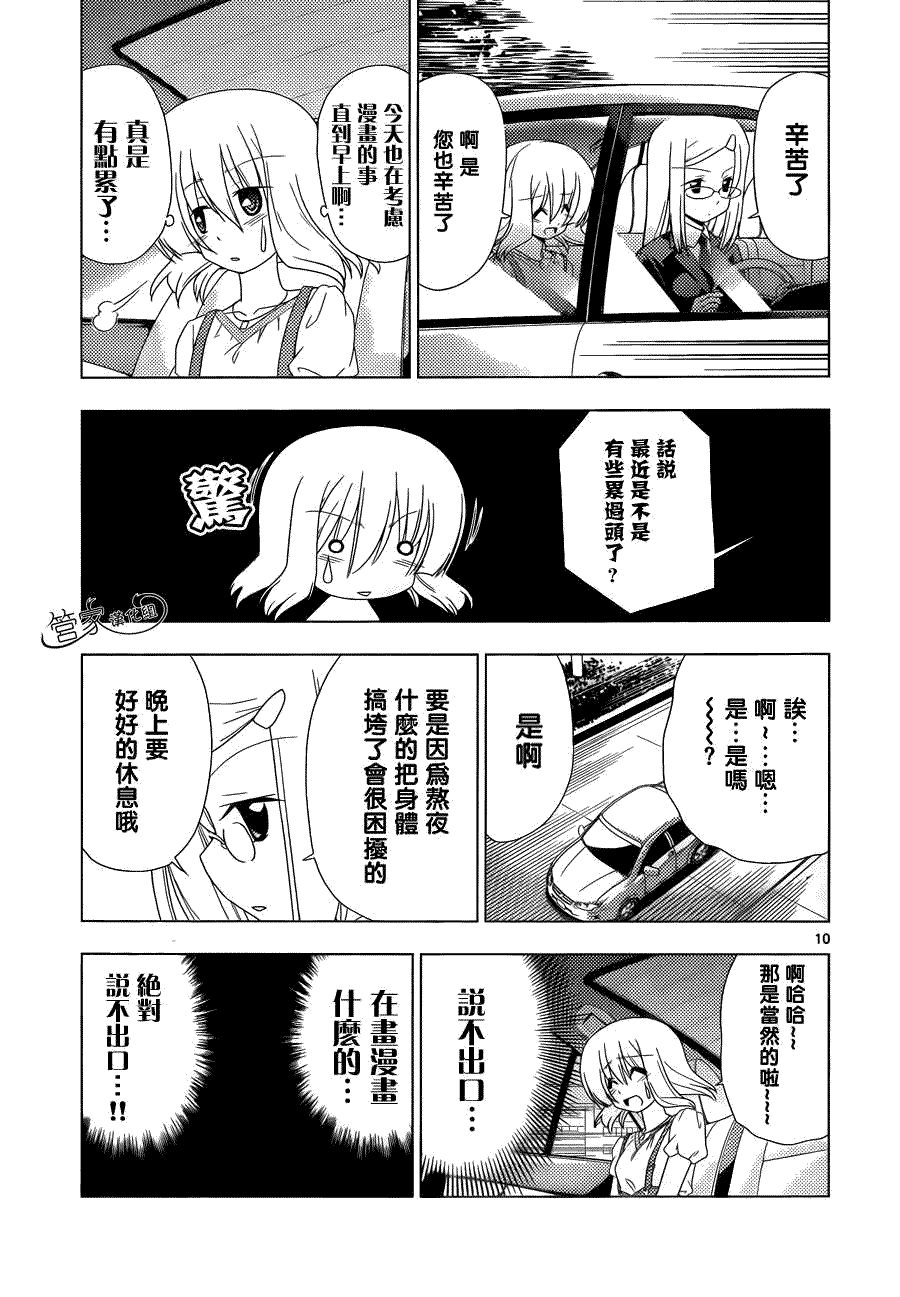 辛苦了
啊 是
您也辛苦了
今天也在考慮
漫畫的事
直到早上啊…
真是
有點累了…
話說
最近是不是
有些累過頭了？
驚
管家漢化組
誒…
啊~…嗯…
是…是嗎
~~~？
是啊
要是因爲熬夜
什麼的把身體
搞垮了會很困擾的
晚上要
好好的休息哦
10
啊哈哈~~
那是當然的啦~~~
說不出口…
在畫漫畫
什麼的…
絕對
說不出口…!!